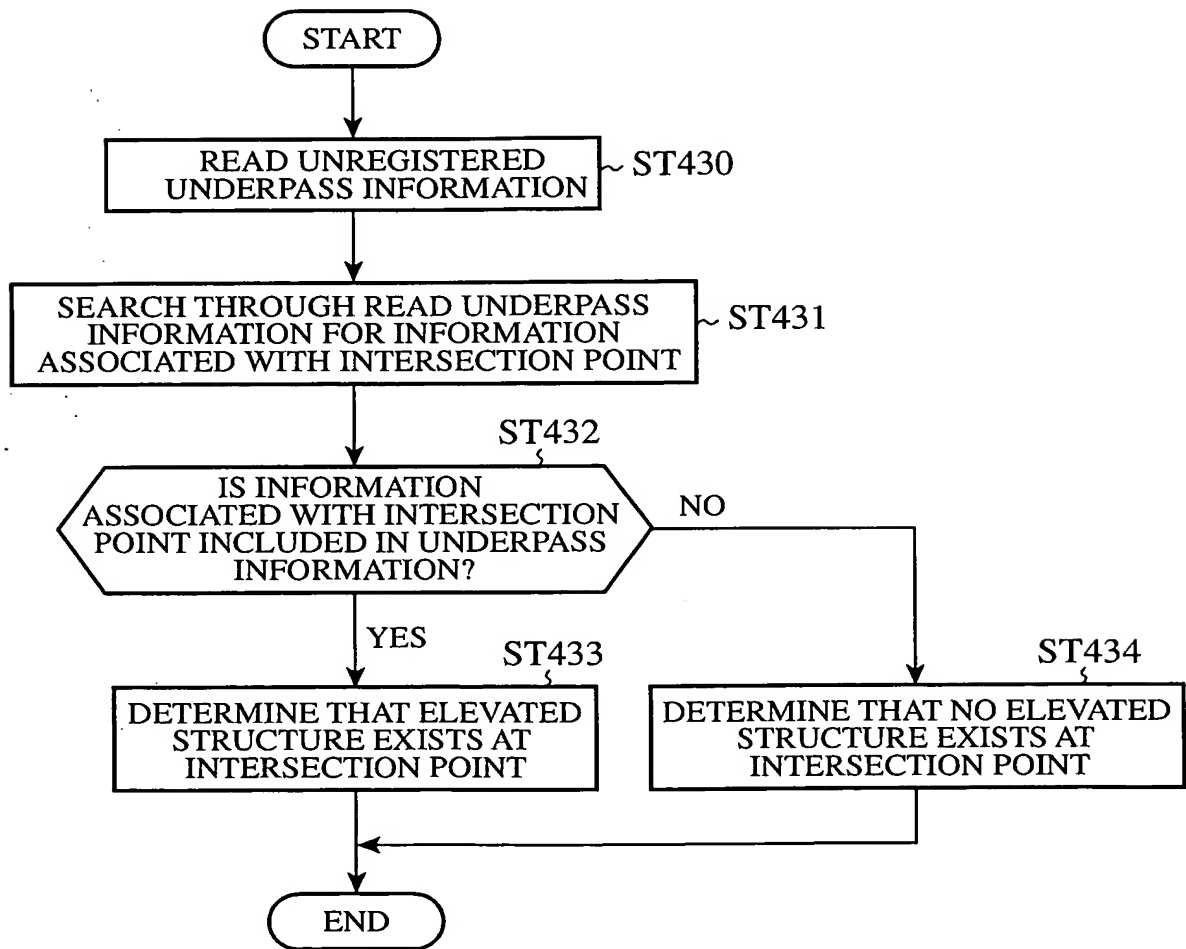 START
READ UNREGISTERED
UNDERPASS INFORMATION
ST430
SEARCH THROUGH READ UNDERPASS
INFORMATION FOR INFORMATION
ASSOCIATED WITH INTERSECTION POINT
ST431
ST432
IS INFORMATION
ASSOCIATED WITH INTERSECTION
POINT INCLUDED IN UNDERPASS
INFORMATION?
NO
YES
ST433
DETERMINE THAT ELEVATED
STRUCTURE EXISTS AT
INTERSECTION POINT
ST434
DETERMINE THAT NO ELEVATED
STRUCTURE EXISTS AT
INTERSECTION POINT
END